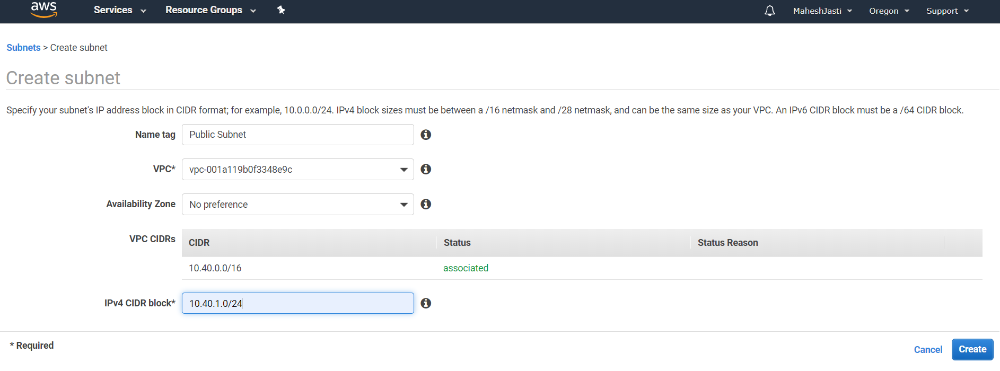 aws Services Resource Groups MaheshJasti Oregon Support
Subnets > Create subnet
Create subnet
Specify your subnet's IP address block in CIDR format; for example, 10.0.0.0/24. IPv4 block sizes must be between a /16 netmask and /28 netmask, and can be the same size as your VPC. An IPv6 CIDR block must be a /64 CIDR block.
Name tag Public Subnet
VPC* vpc-001a119b0f3348e9c
Availability Zone No preference
VPC CIDRs CIDR Status Status Reason
10.40.0.0/16 associated
IPv4 CIDR block* 10.40.1.0/24
* Required Cancel Create